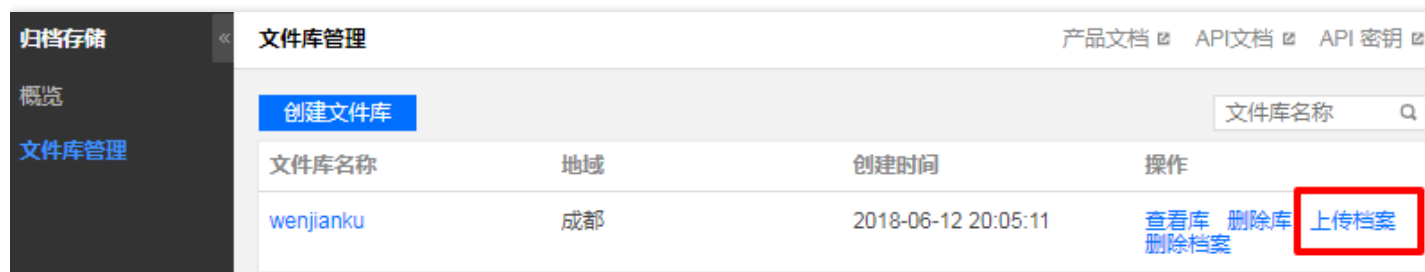 归档存储 « 文件库管理 产品文档 API文档 API 密钥
概览
创建文件库 文件库名称
文件库管理
文件库名称 地域 创建时间 操作
wenjianku 成都 2018-06-12 20:05:11 查看库 删除库 上传档案
删除档案